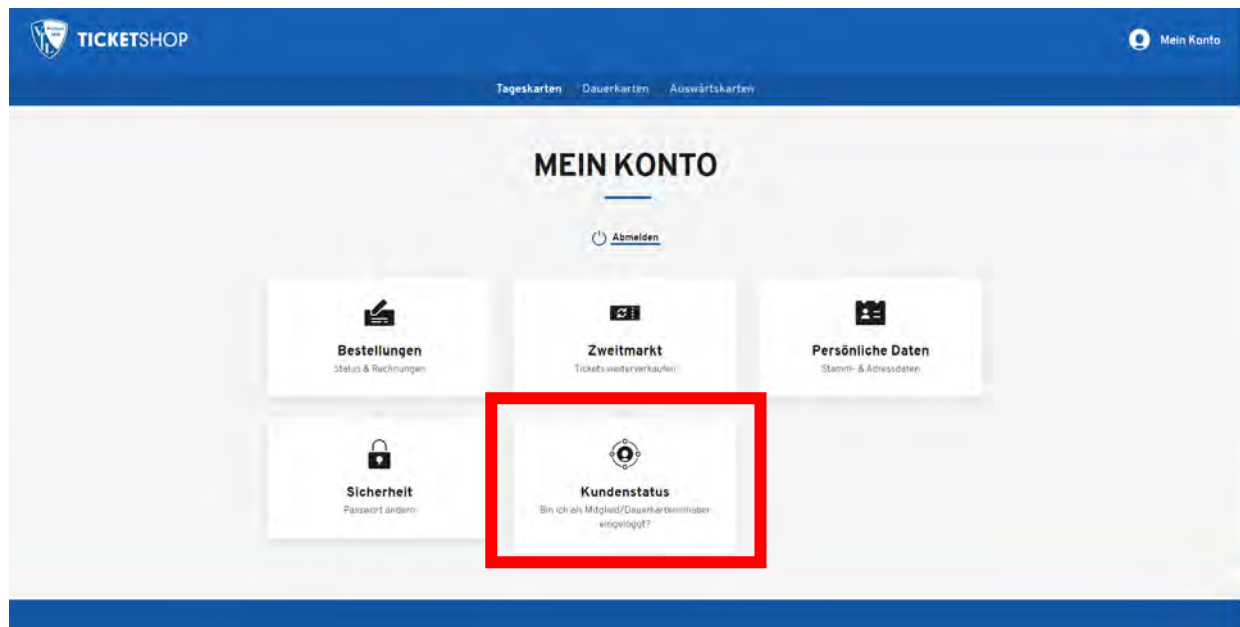 TICKETSHOP
Mein Konto
Tageskarten Dauerkarten Auswärtskarten
MEIN KONTO
Abmelden
Bestellungen
Status & Rechnungen
Zweitmarkt
Tickets weiterverkaufen
Persönliche Daten
Stamm- & Adressdaten
Sicherheit
Passwort ändern
Kundenstatus
Bin ich als Mitglied/Dauerkarteninhaber
eingeloggt?